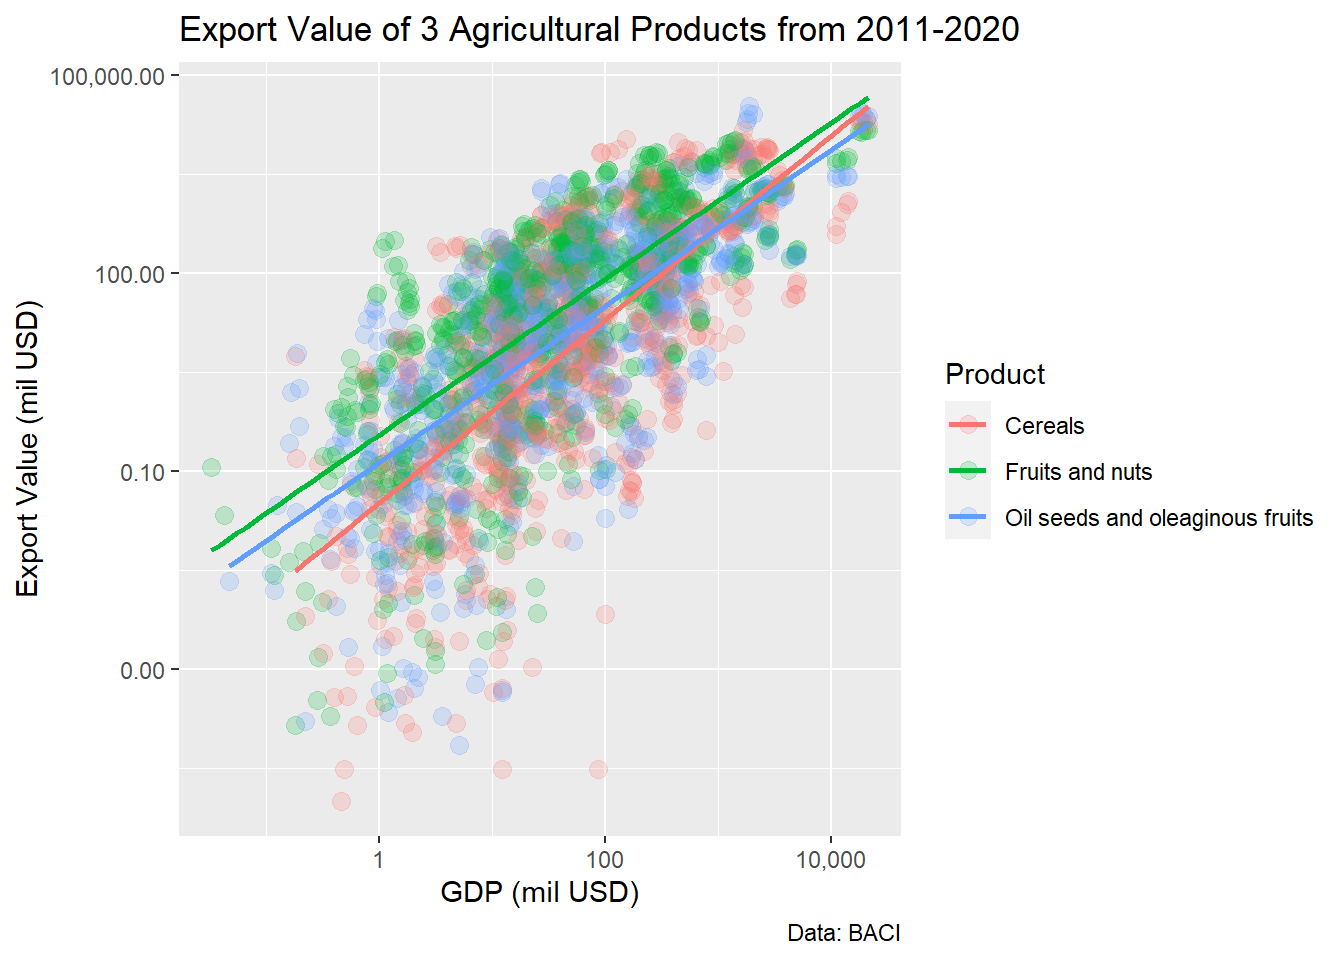 Export Value of 3 Agricultural Products from 2011-2020
100,000.00
100.00
0.10
0.00
Export Value (mil USD)
1
100
10,000
GDP (mil USD)
Product
Cereals
Fruits and nuts
Oil seeds and oleaginous fruits
Data: BACI